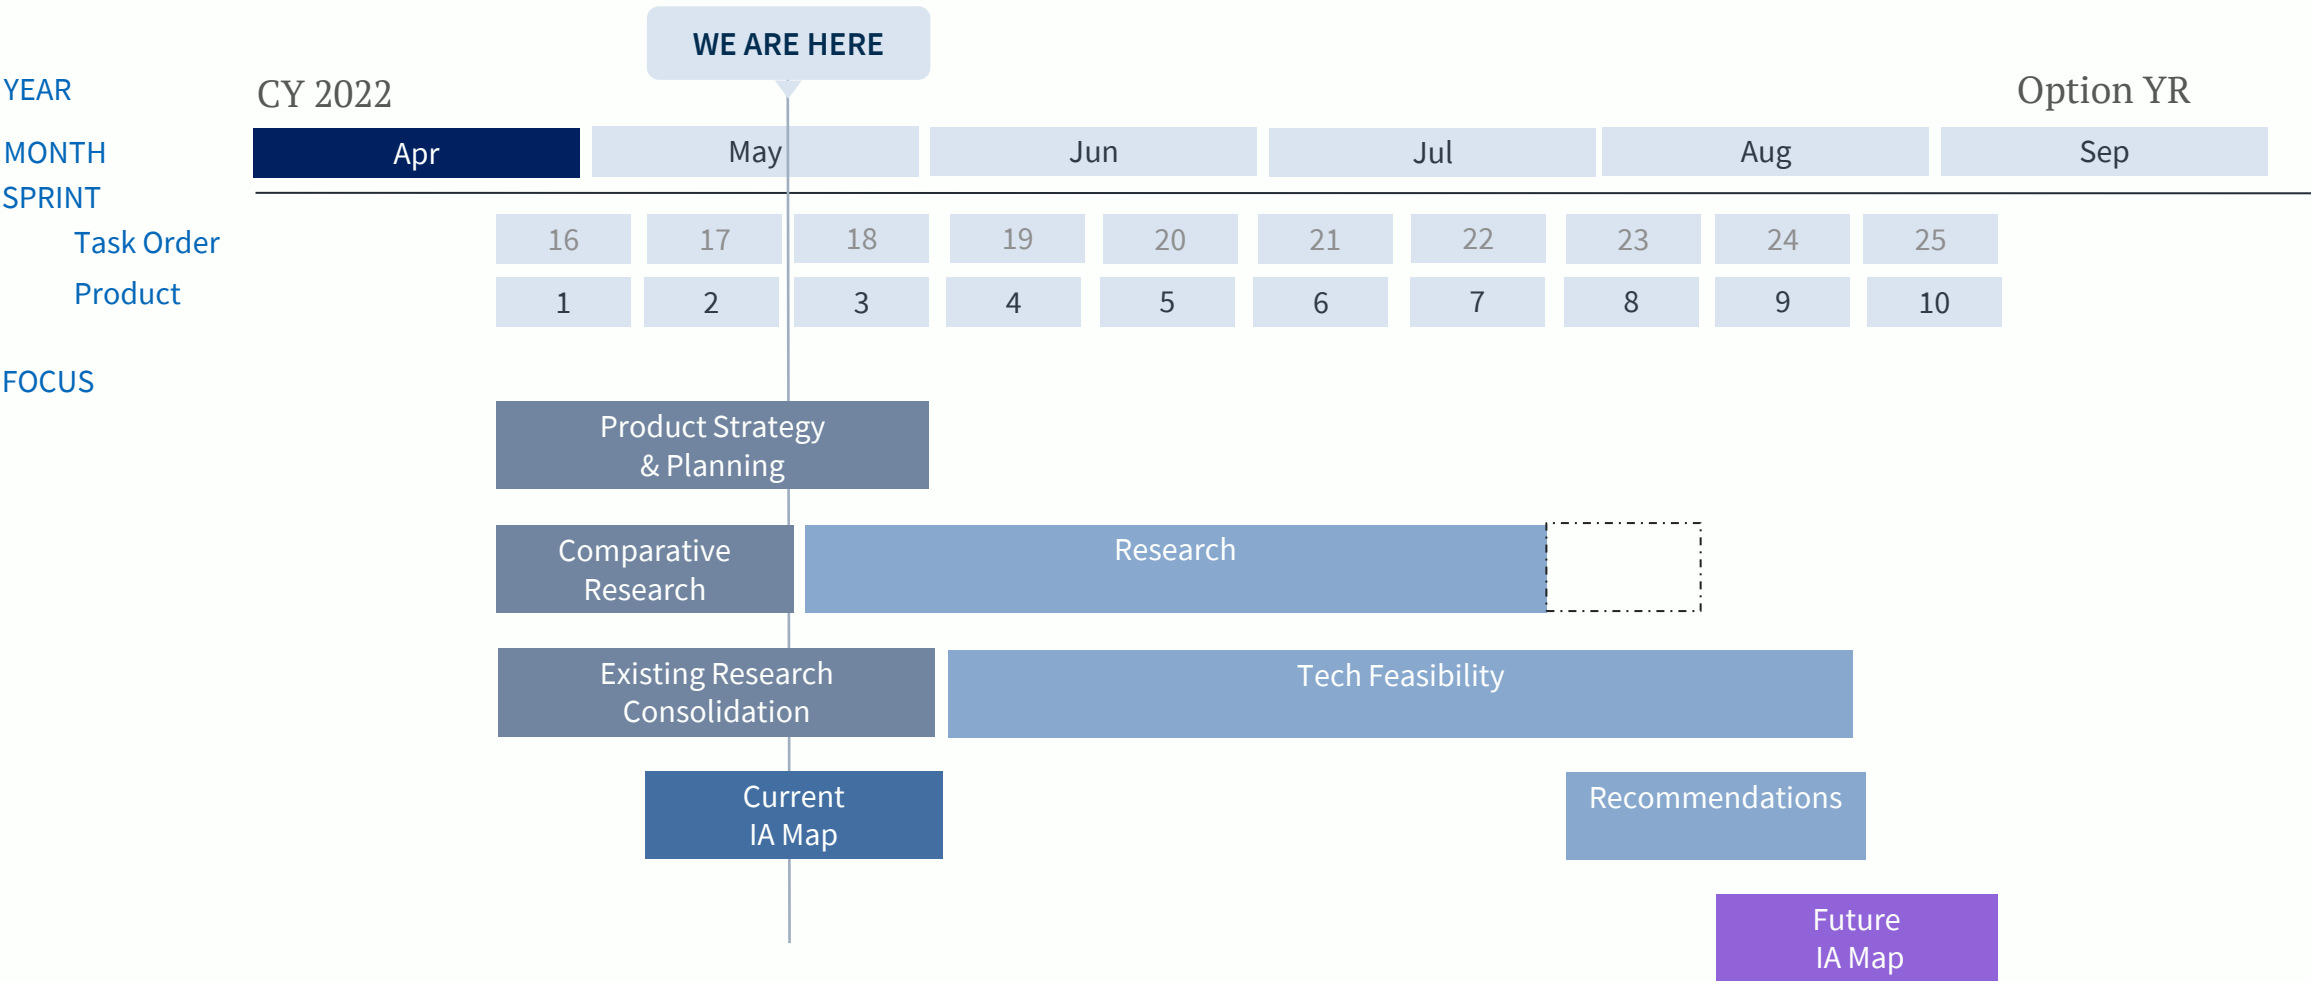 WE ARE HERE
YEAR CY 2022 Option YR
MONTH Apr May Jun Jul Aug Sep
SPRINT
Task Order 16 17 18 19 20 21 22 23 24 25
Product 1 2 3 4 5 6 7 8 9 10
FOCUS
Product Strategy
& Planning
Comparative
Research
Research
Existing Research
Consolidation
Tech Feasibility
Current
IA Map
Recommendations
Future
IA Map